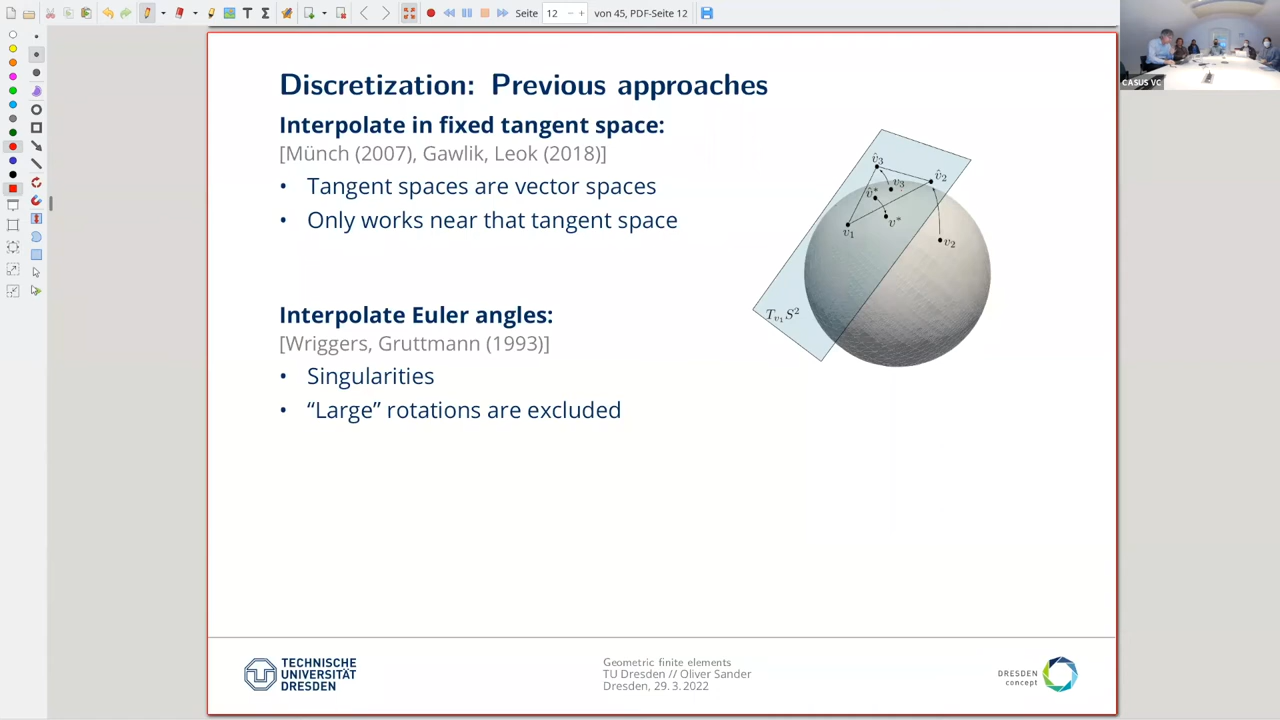 Seite 12 von 45, PDF-Seite 12
CASUS VC
Discretization: Previous approaches
Interpolate in fixed tangent space:
[Münch (2007), Gawlik, Leok (2018)]
• Tangent spaces are vector spaces
• Only works near that tangent space
v̂₃
v̂₂
v₃
v̂*
v*
v₁
v₂
T_{v₁}S²
Interpolate Euler angles:
[Wriggers, Gruttmann (1993)]
• Singularities
• “Large” rotations are excluded
TECHNISCHE
UNIVERSITÄT
DRESDEN
Geometric finite elements
TU Dresden // Oliver Sander
Dresden, 29. 3. 2022
DRESDEN
concept